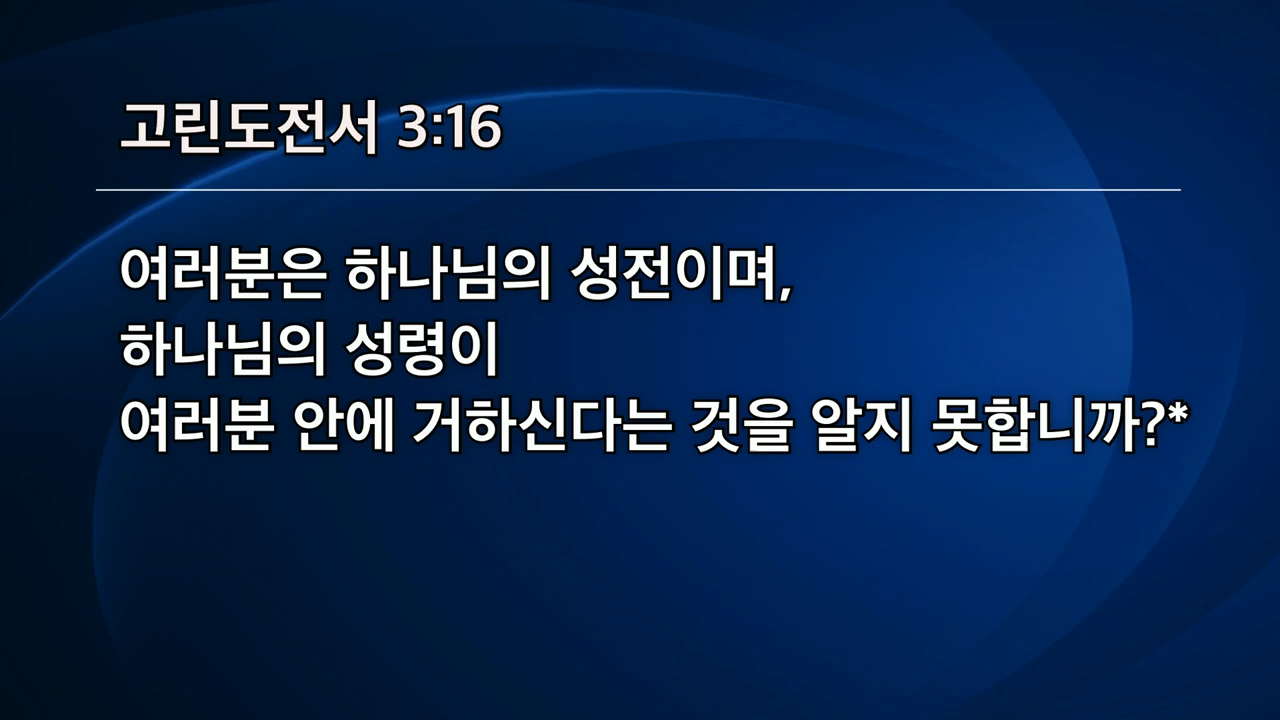 고린도전서 3:16
여러분은 하나님의 성전이며,
하나님의 성령이
여러분 안에 거하신다는 것을 알지 못합니까?*